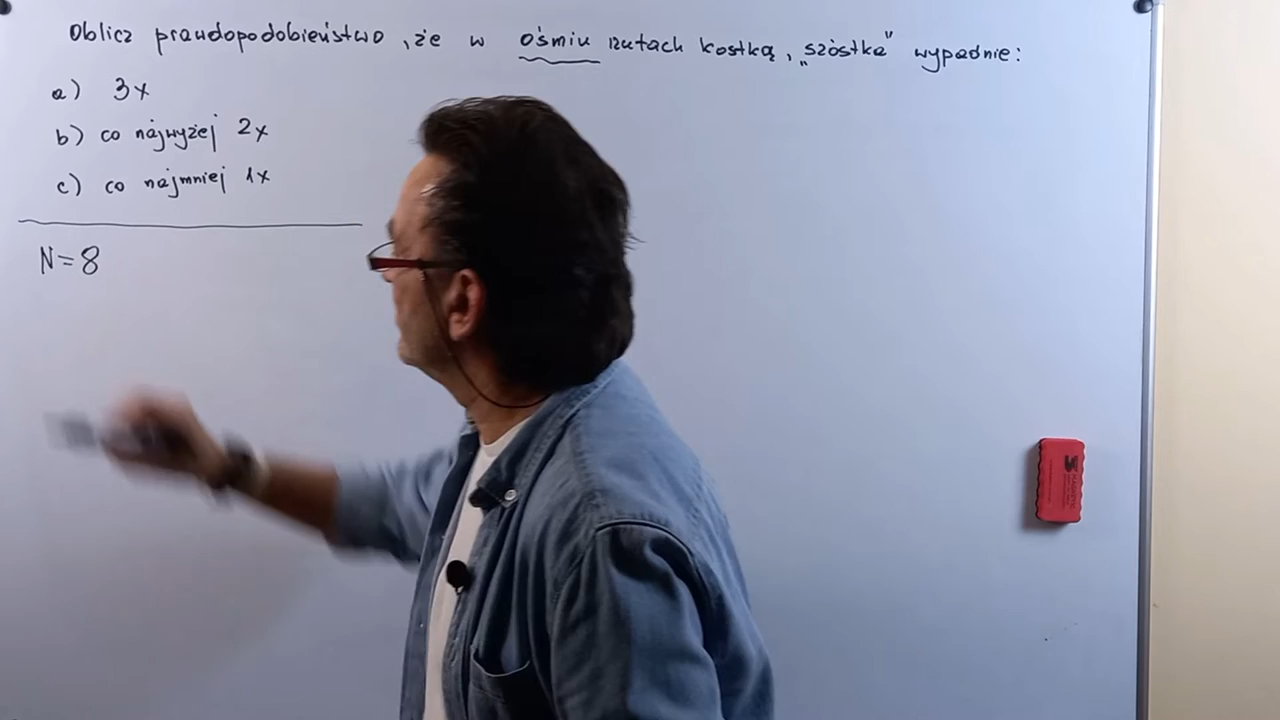 Oblicz prawdopodobieństwo, że w ośmiu rzutach kostką, „szóstka" wypadnie:
a) 3x
b) co najwyżej 2x
c) co najmniej 1x
N=8